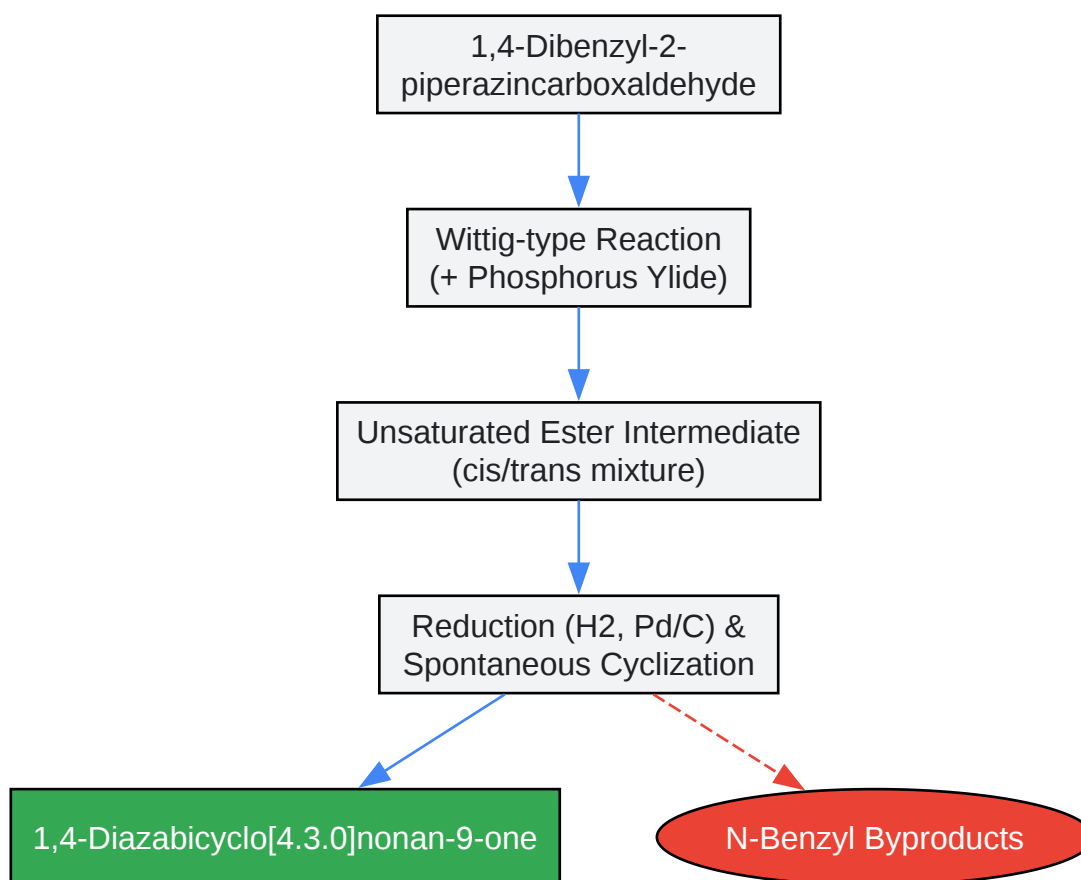 1,4-Dibenzyl-2-
piperazincarboxaldehyde
Wittig-type Reaction
(+ Phosphorus Ylide)
Unsaturated Ester Intermediate
(cis/trans mixture)
Reduction (H2, Pd/C) &
Spontaneous Cyclization
1,4-Diazabicyclo[4.3.0]nonan-9-one
N-Benzyl Byproducts